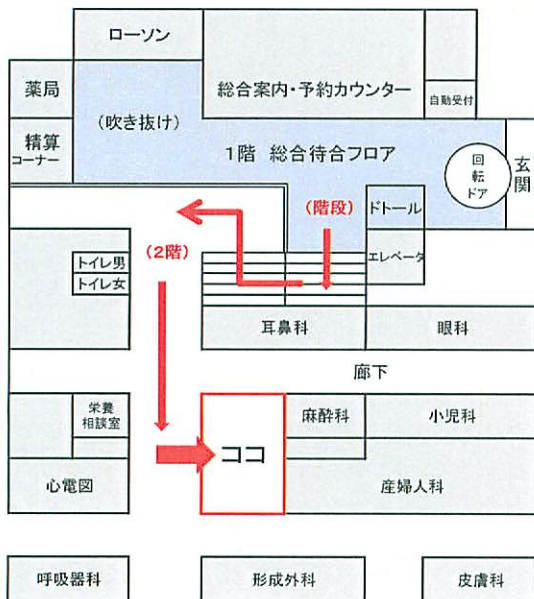 ローソン
薬局
総合案内・予約カウンター
自動受付
(吹き抜け)
精算
コーナー
1階 総合待合フロア
回
転
ドア
玄
関
(階段)
ドトール
(2階)
エレベータ
トイレ男
トイレ女
耳鼻科
眼科
廊下
栄養
相談室
麻酔科
小児科
ココ
心電図
産婦人科
呼吸器科
形成外科
皮膚科